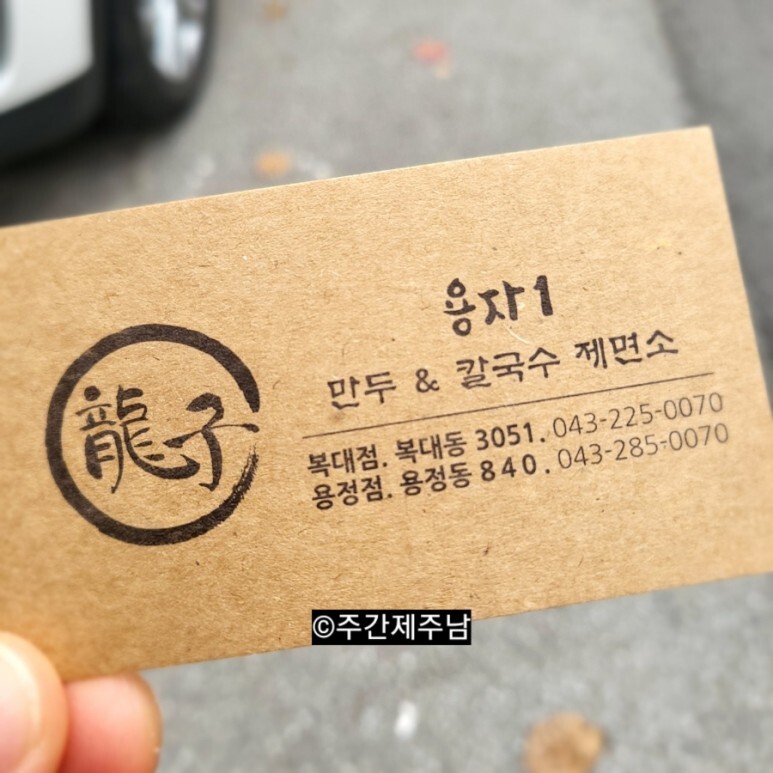 龍子
용자1
만두 & 칼국수 제면소
복대점. 복대동 3051. 043-225-0070
용정점. 용정동 840. 043-285-0070
©주간제주남